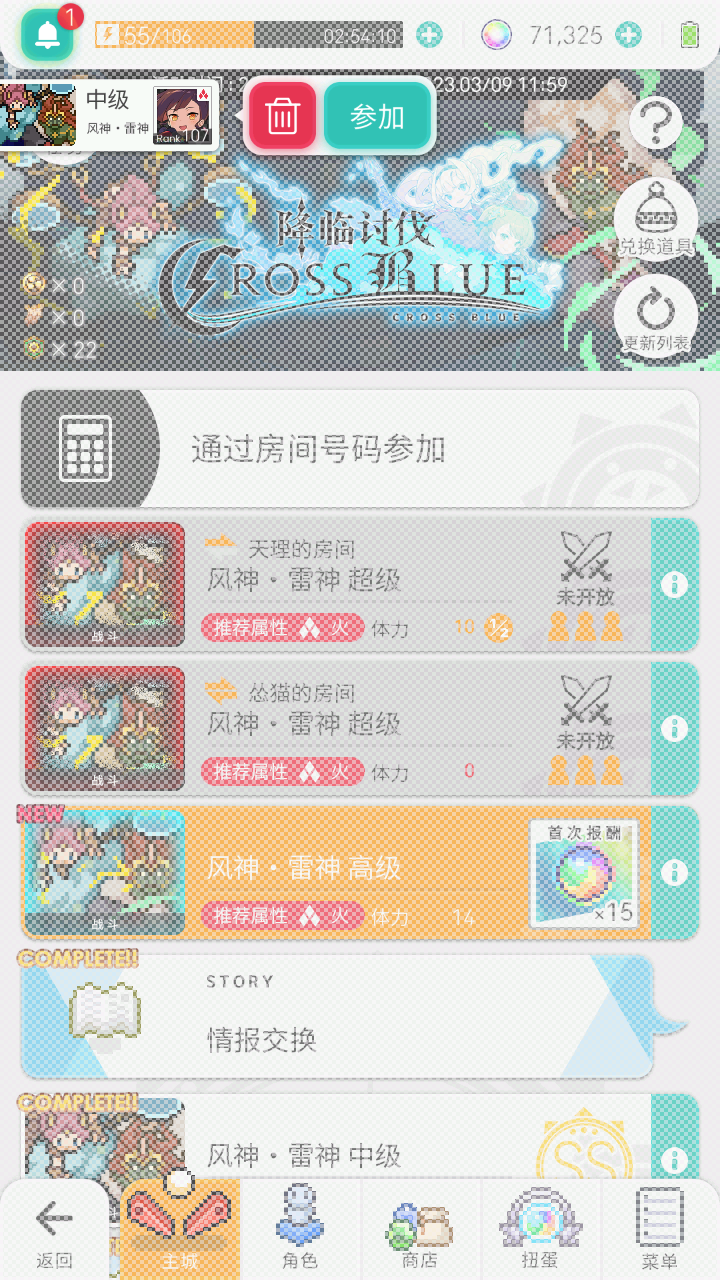 1
55/106
02:54:10
71,325
23.03/09 11:59
中级
风神・雷神
Rank 107
参加
兑换道具
降临讨伐
CROSS BLUE
CROSS BLUE
× 0
× 0
× 22
更新列表
通过房间号码参加
天理的房间
风神・雷神 超级
推荐属性 火 体力 10 1/2
未开放
战斗
怂猫的房间
风神・雷神 超级
推荐属性 火 体力 0
未开放
战斗
NEW
风神・雷神 高级
推荐属性 火 体力 14
首次报酬
×15
战斗
COMPLETE!!
STORY
情报交换
COMPLETE!!
风神・雷神 中级
SS
返回
主城
角色
商店
扭蛋
菜单